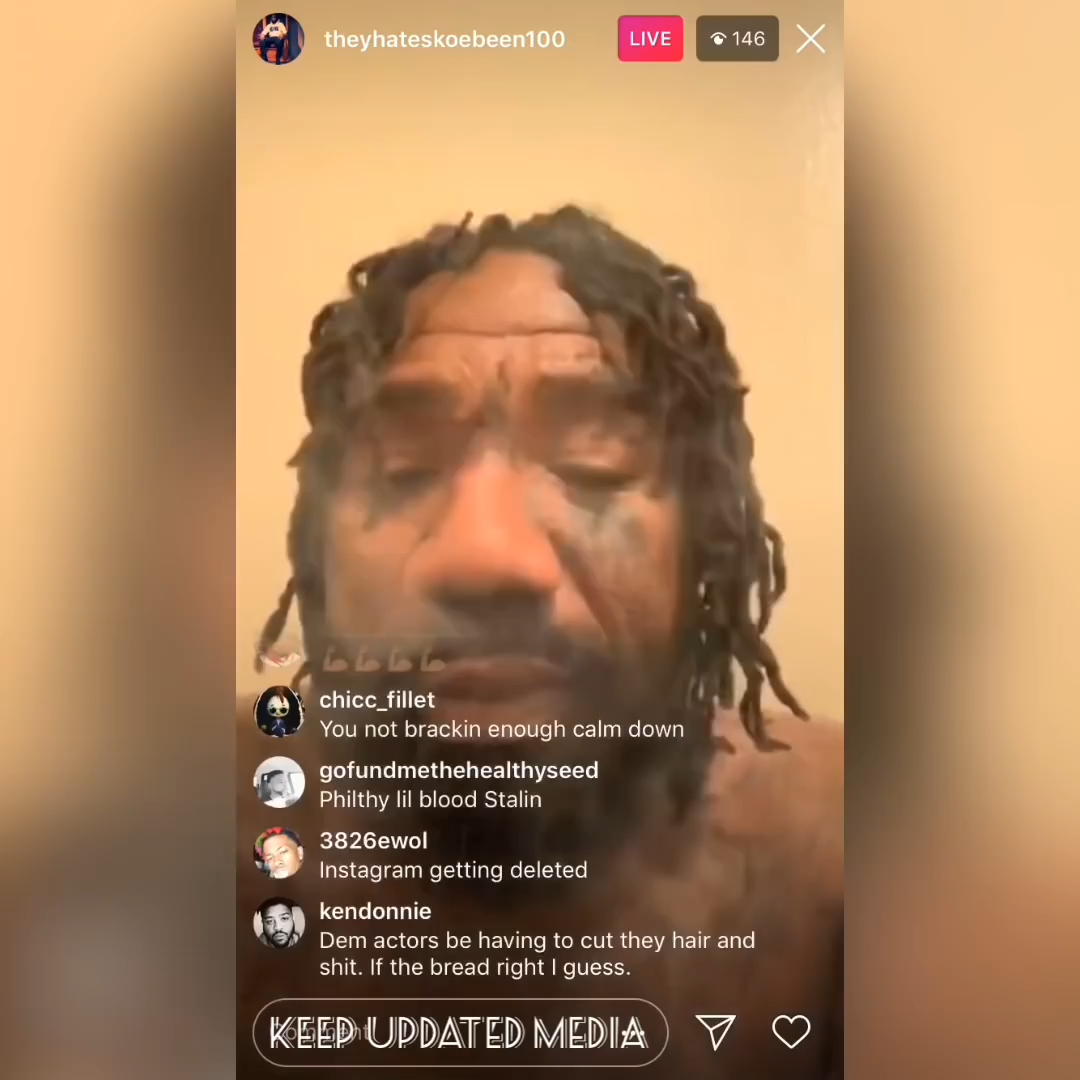 theyhateskoebeen100
LIVE
146
chicc_fillet
You not brackin enough calm down
gofundmethehealthyseed
Philthy lil blood Stalin
3826ewol
Instagram getting deleted
kendonnie
Dem actors be having to cut they hair and
shit. If the bread right I guess.
Comment
KEEP UPDATED MEDIA